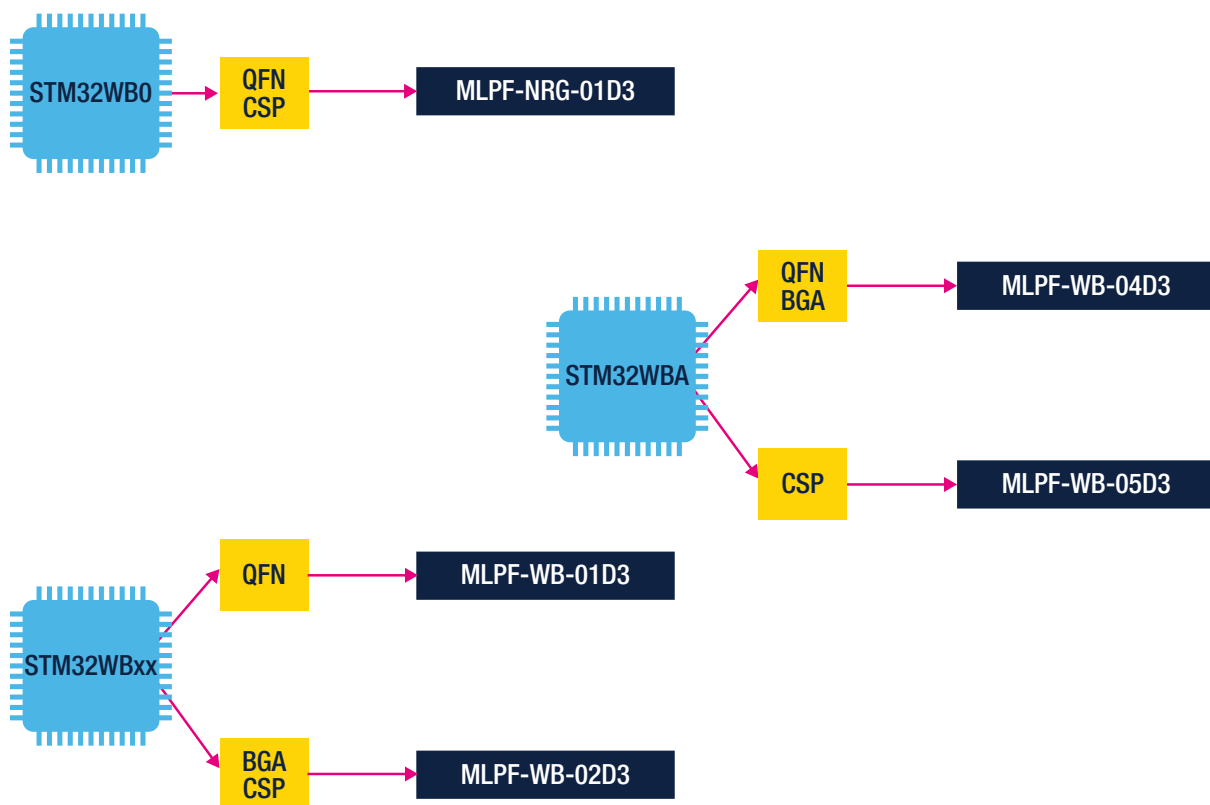 STM32WB0
QFN
CSP
MLPF-NRG-01D3
STM32WBA
QFN
BGA
MLPF-WB-04D3
CSP
MLPF-WB-05D3
STM32WBxx
QFN
MLPF-WB-01D3
BGA
CSP
MLPF-WB-02D3